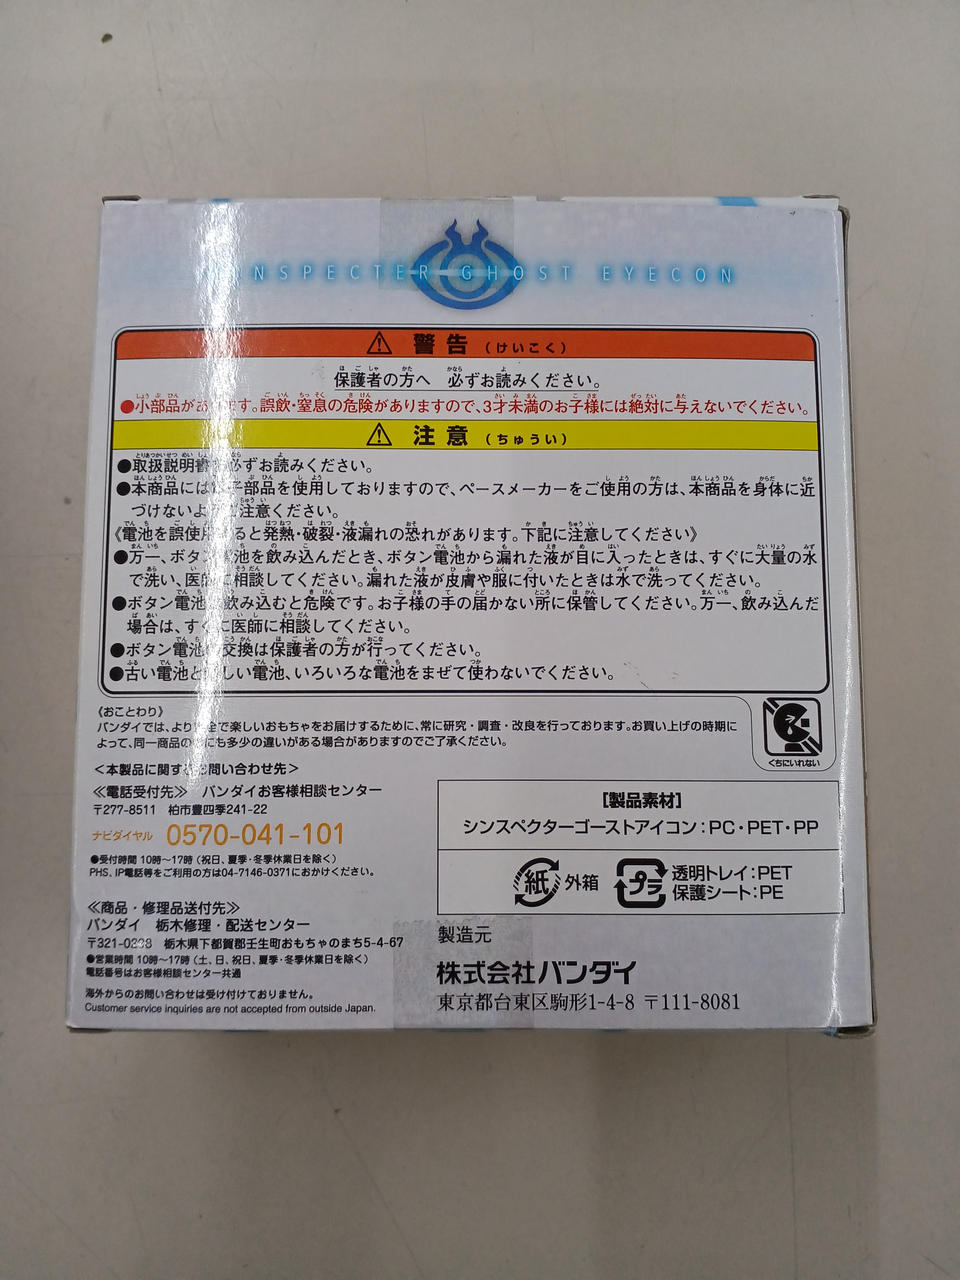 NSPECTER GHOST EYECON
警告 (けいこく)
保護者の方へ 必ずお読みください。
●小部品があ ます。誤飲・窒息の危険がありますので、3才未満のお子様には絶対に与えないでください。
注意 (ちゅうい)
●取扱説明書 必ずお読みください。
●本商品には 子部品を使用しておりますので、ペースメーカーをご使用の方は、本商品を身体に近
づけないよ ご注意ください。
《電池を誤使用 ると発熱・破裂・液漏れの恐れがあります。下記に注意してください》
●万一、ボタン電池を飲み込んだとき、ボタン電池から漏れた液が目に入ったときは、すぐに大量の水
で洗い、医師 相談してください。漏れた液が皮膚や服に付いたときは水で洗ってください。
●ボタン電池 飲み込むと危険です。お子様の手の届かない所に保管してください。万一、飲み込んだ
場合は、すぐに医師に相談してください。
●ボタン電池 交換は保護者の方が行ってください。
●古い電池と しい電池、いろいろな電池をまぜて使わないでください。
《おことわり》
バンダイでは、より 全で楽しいおもちゃをお届けするために、常に研究・調査・改良を行っております。お買い上げの時期に
よって、同一商品の にも多少の違いがある場合がありますのでご了承ください。
くちにいれない
<本製品に関するお問い合わせ先>
≪電話受付先≫ バンダイお客様相談センター
〒277-8511 柏市豊四季241-22
ナビダイヤル 0570-041-101
●受付時間 10時〜17時(祝日、夏季・冬季休業日を除く)
PHS、IP電話等をご利用の方は04-7146-0371におかけください。
≪商品・修理品送付先≫
バンダイ 栃木修理・配送センター
〒321-0238 栃木県下都賀郡壬生町おもちゃのまち5-4-67
●営業時間 10時〜17時(土、日、祝日、夏季・冬季休業日を除く)
電話番号はお客様相談センター共通
海外からのお問い合わせは受け付けておりません。
Customer service inquiries are not accepted from outside Japan.
[製品素材]
シンスペクターゴーストアイコン:PC・PET・PP
紙 外箱
プラ 透明トレイ:PET
保護シート:PE
製造元
株式会社バンダイ
東京都台東区駒形1-4-8 〒111-8081